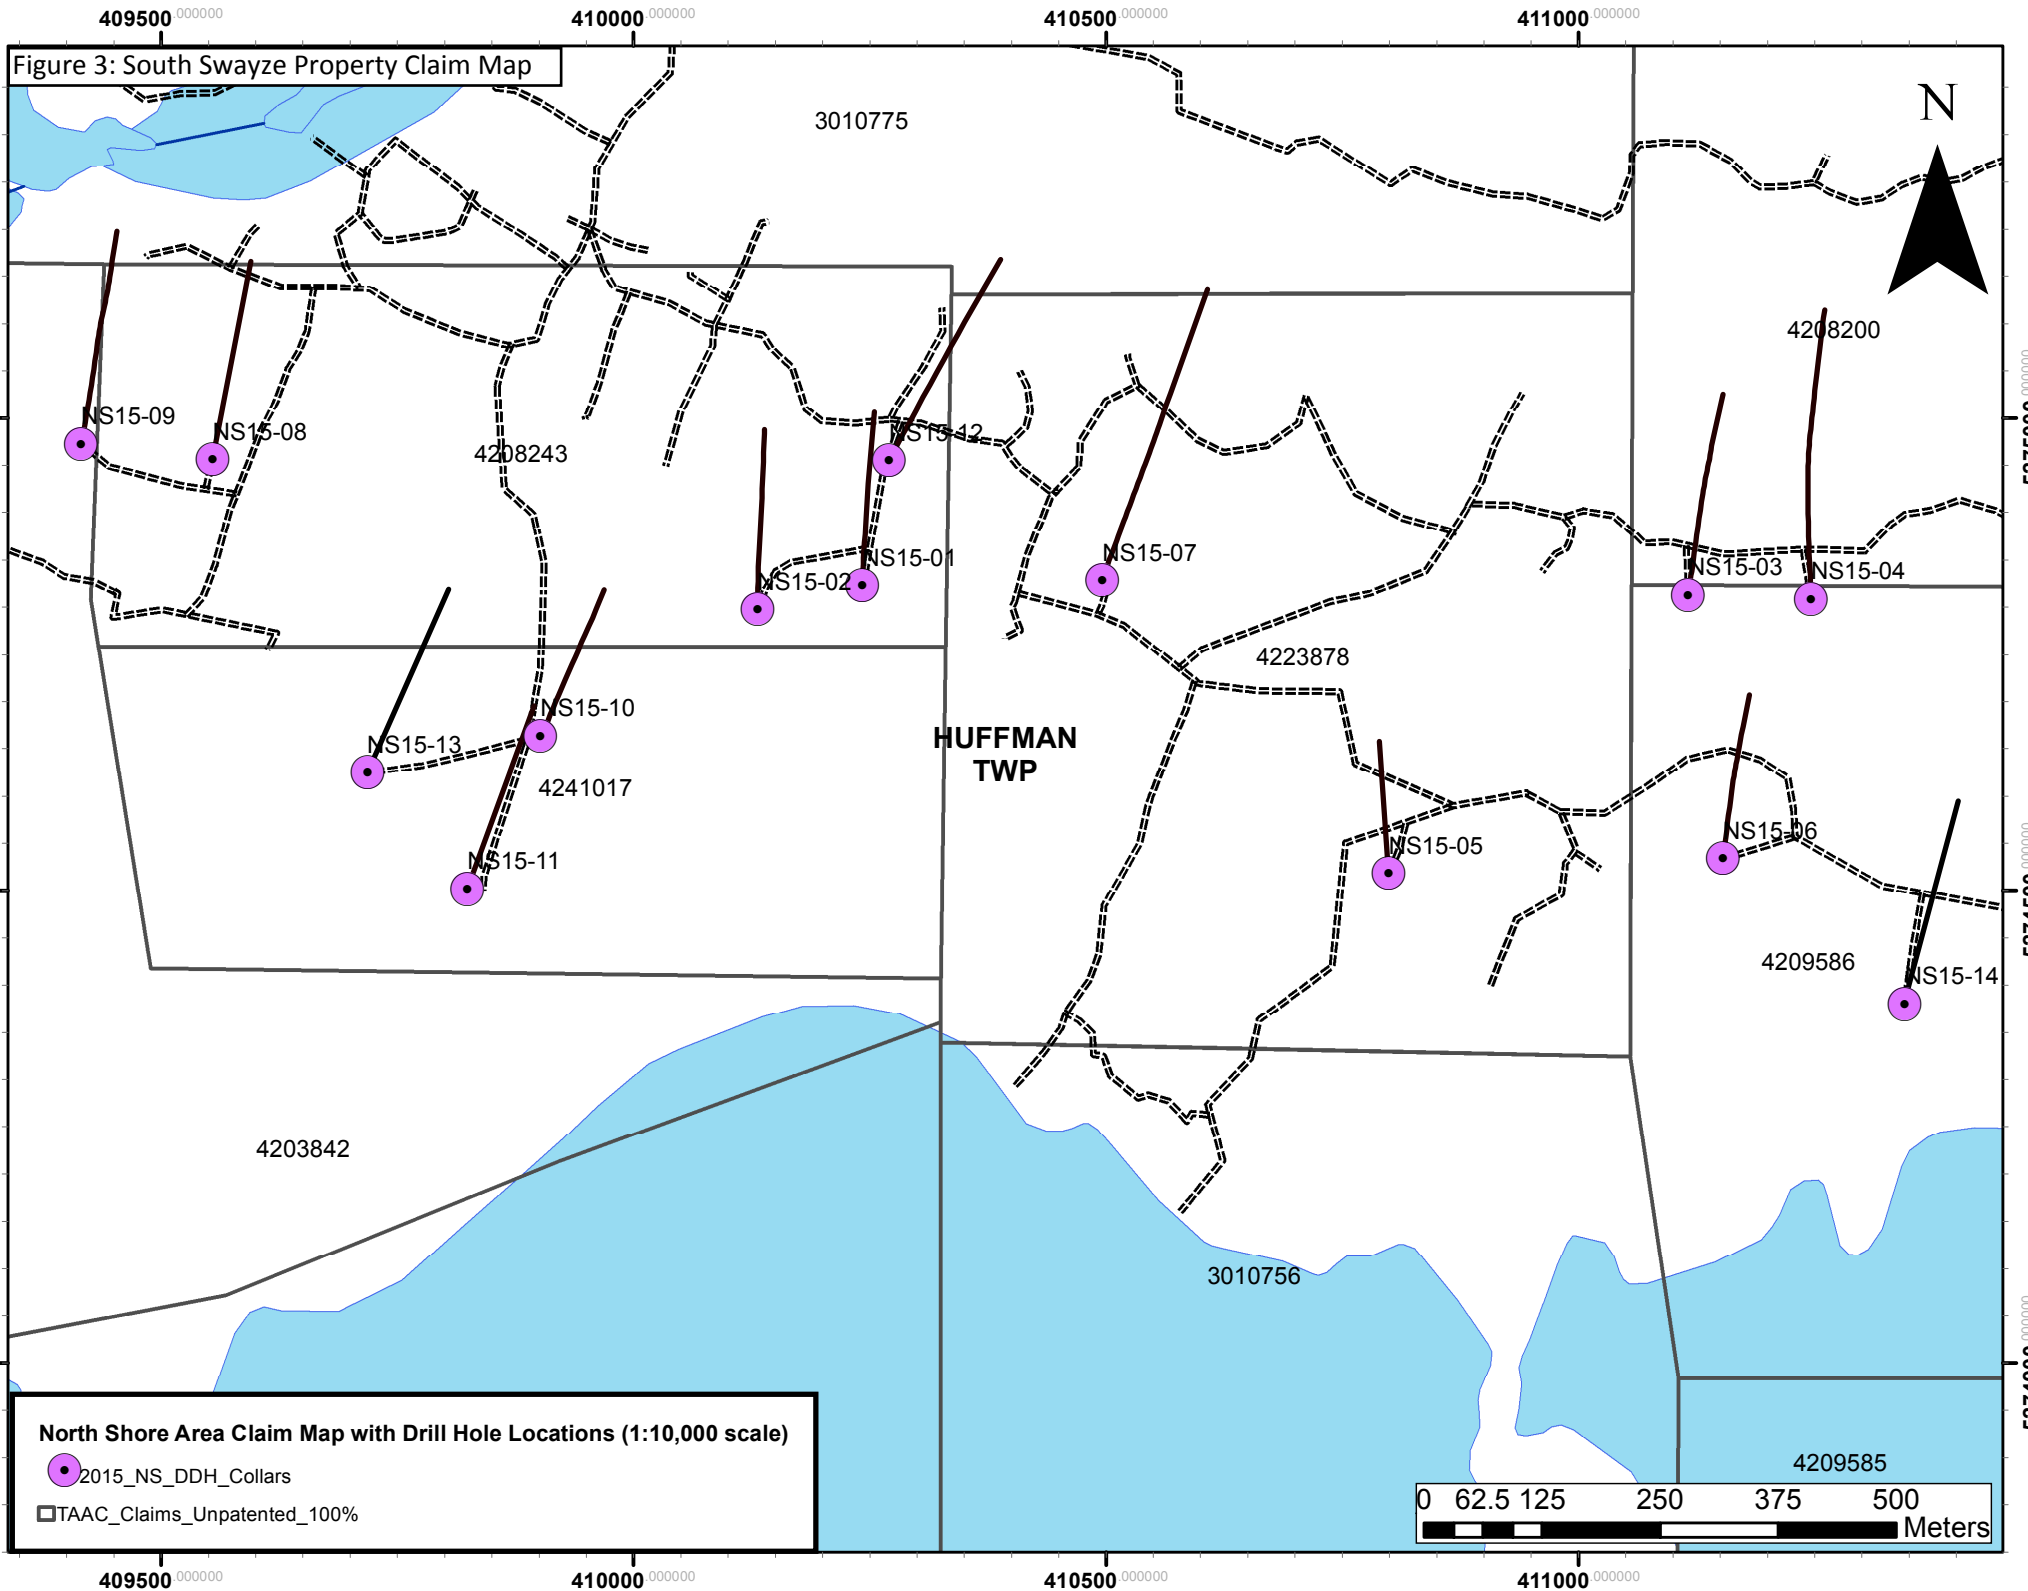 409500.000000 410000.000000 410500.000000 411000.000000
Figure 3: South Swayze Property Claim Map
3010775
N
4208200
NS15-09
NS15-08
NS15-12
4208243
NS15-07
NS15-01
NS15-02
NS15-03
NS15-04
4223878
NS15-10
NS15-13
HUFFMAN
TWP
4241017
NS15-06
NS15-05
NS15-11
4209586
NS15-14
4203842
3010756
North Shore Area Claim Map with Drill Hole Locations (1:10,000 scale)
2015_NS_DDH_Collars
TAAC_Claims_Unpatented_100%
4209585
0 62.5 125 250 375 500
Meters
409500.000000 410000.000000 410500.000000 411000.000000